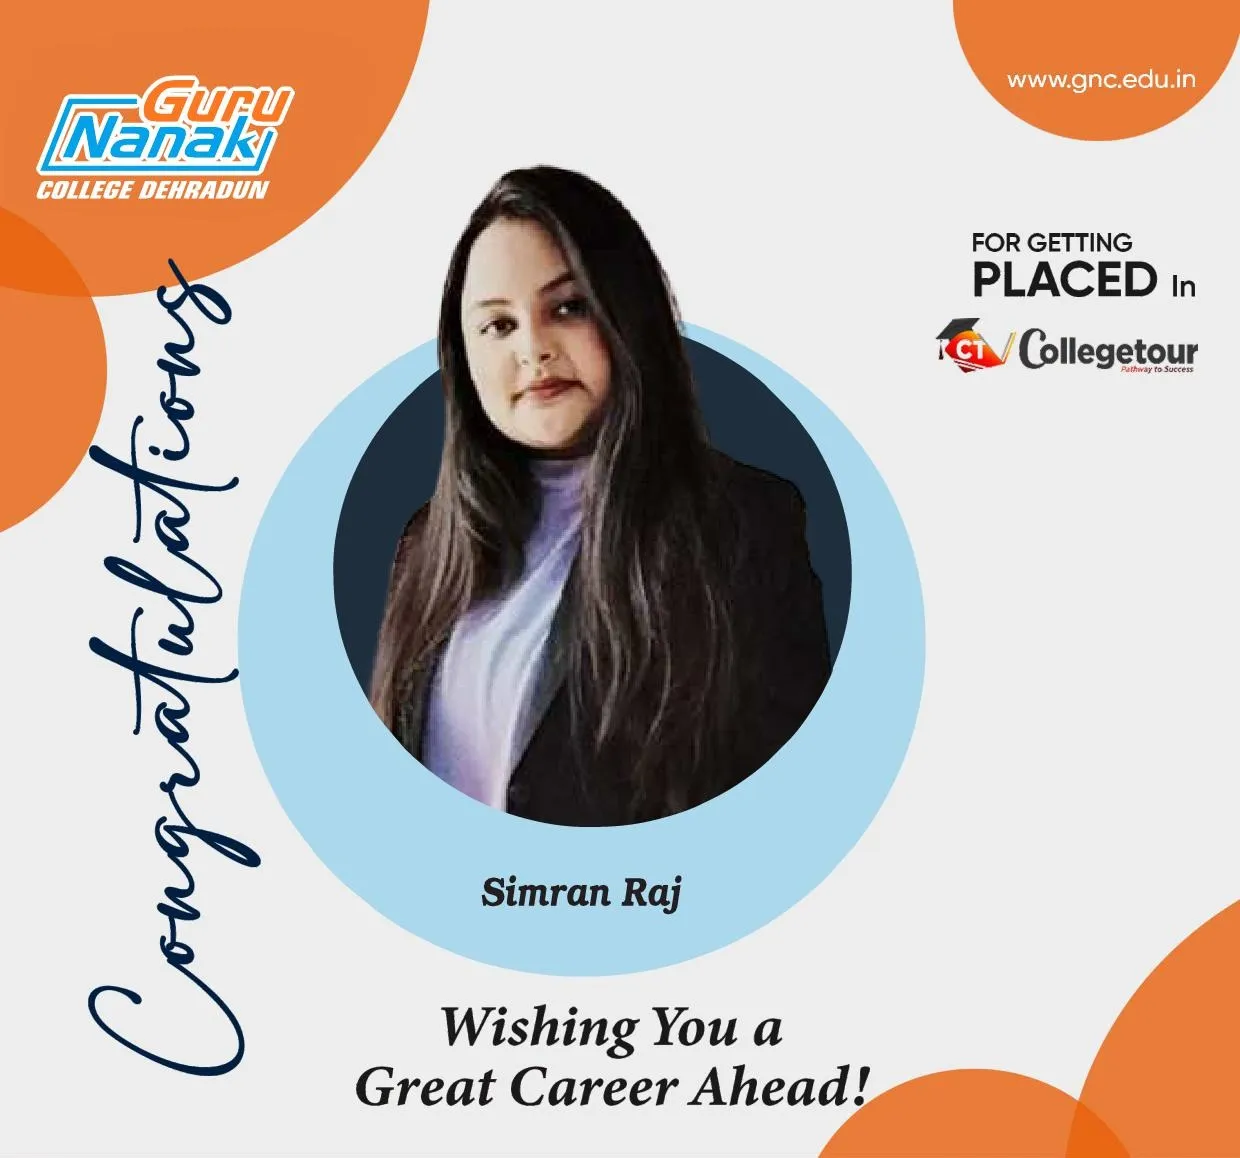 Guru
Nanak
COLLEGE DEHRADUN
www.gnc.edu.in
Congratulations
FOR GETTING
PLACED In
CT Collegetour
Pathway to Success
Simran Raj
Wishing You a
Great Career Ahead!